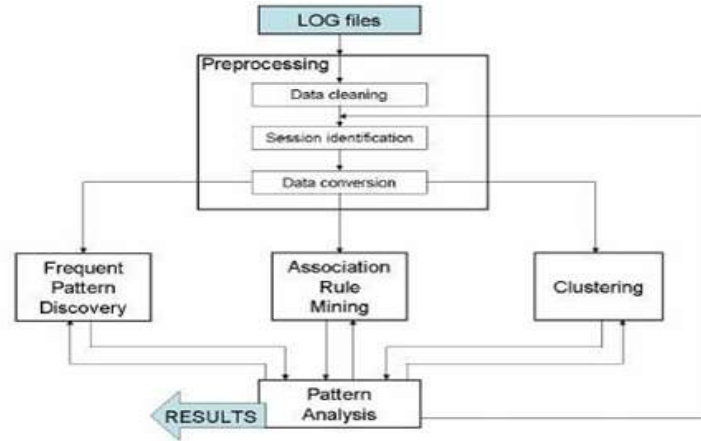 LOG files
Preprocessing
Data cleaning
Session identification
Data conversion
Frequent
Pattern
Discovery
Association
Rule
Mining
Clustering
Pattern
Analysis
RESULTS